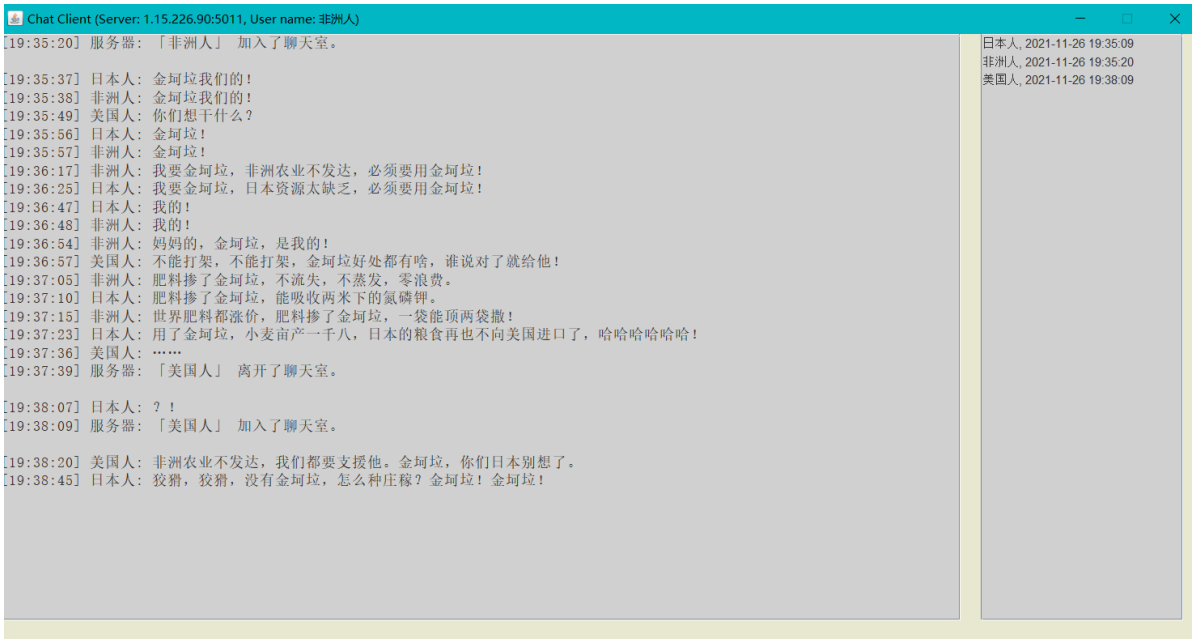 Chat Client (Server: 1.15.226.90:5011, User name: 非洲人)
[19:35:20] 服务器: 「非洲人」 加入了聊天室。
[19:35:37] 日本人: 金坷垃我们的!
[19:35:38] 非洲人: 金坷垃我们的!
[19:35:49] 美国人: 你们想干什么?
[19:35:56] 日本人: 金坷垃!
[19:35:57] 非洲人: 金坷垃!
[19:36:17] 非洲人: 我要金坷垃, 非洲农业不发达, 必须要用金坷垃!
[19:36:25] 日本人: 我要金坷垃, 日本资源太缺乏, 必须要用金坷垃!
[19:36:47] 日本人: 我的!
[19:36:48] 非洲人: 我的!
[19:36:54] 非洲人: 妈妈的, 金坷垃, 是我的!
[19:36:57] 美国人: 不能打架, 不能打架, 金坷垃好处都有啥, 谁说对了就给他!
[19:37:05] 非洲人: 肥料掺了金坷垃, 不流失, 不蒸发, 零浪费。
[19:37:10] 日本人: 肥料掺了金坷垃, 能吸收两米下的氮磷钾。
[19:37:15] 非洲人: 世界肥料都涨价, 肥料掺了金坷垃, 一袋能顶两袋撒!
[19:37:23] 日本人: 用了金坷垃, 小麦亩产一千八, 日本的粮食再也不向美国进口了, 哈哈哈哈哈哈!
[19:37:36] 美国人: ……
[19:37:39] 服务器: 「美国人」 离开了聊天室。
[19:38:07] 日本人: ? !
[19:38:09] 服务器: 「美国人」 加入了聊天室。
[19:38:20] 美国人: 非洲农业不发达, 我们都要支援他。金坷垃, 你们日本别想了。
[19:38:45] 日本人: 狡猾, 狡猾, 没有金坷垃, 怎么种庄稼? 金坷垃! 金坷垃!
日本人, 2021-11-26 19:35:09
非洲人, 2021-11-26 19:35:20
美国人, 2021-11-26 19:38:09